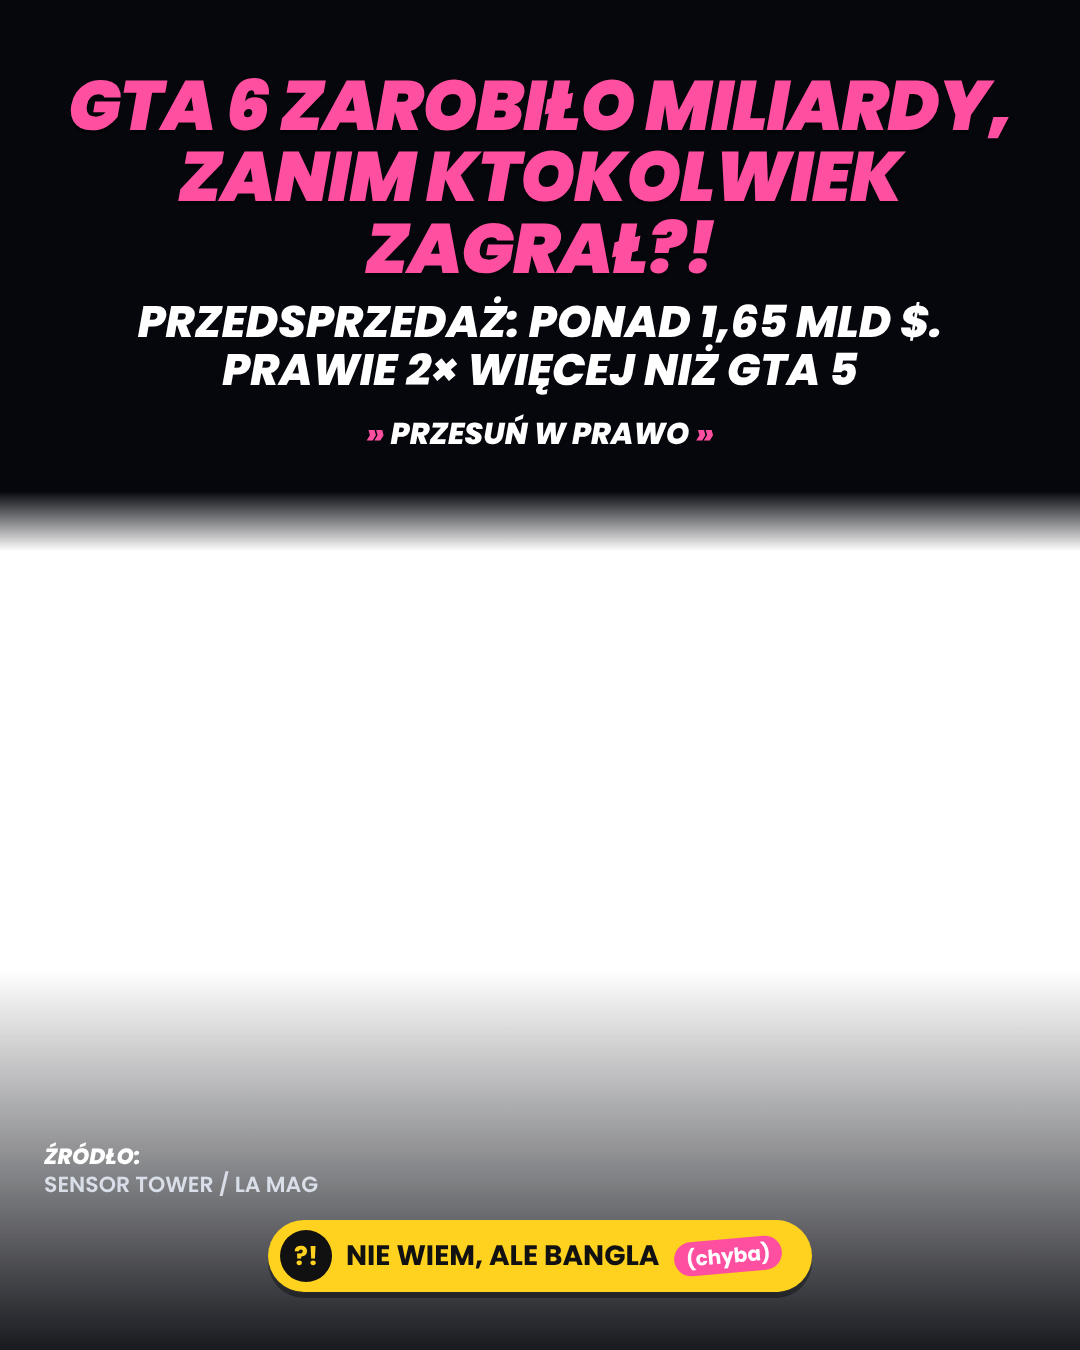 GTA 6 ZAROBIŁO MILIARDY,
ZANIM KTOKOLWIEK
ZAGRAŁ?!
PRZEDSPRZEDAŻ: PONAD 1,65 MLD $.
PRAWIE 2× WIĘCEJ NIŻ GTA 5
» PRZESUŃ W PRAWO »
ŹRÓDŁO:
SENSOR TOWER / LA MAG
?! NIE WIEM, ALE BANGLA (chyba)